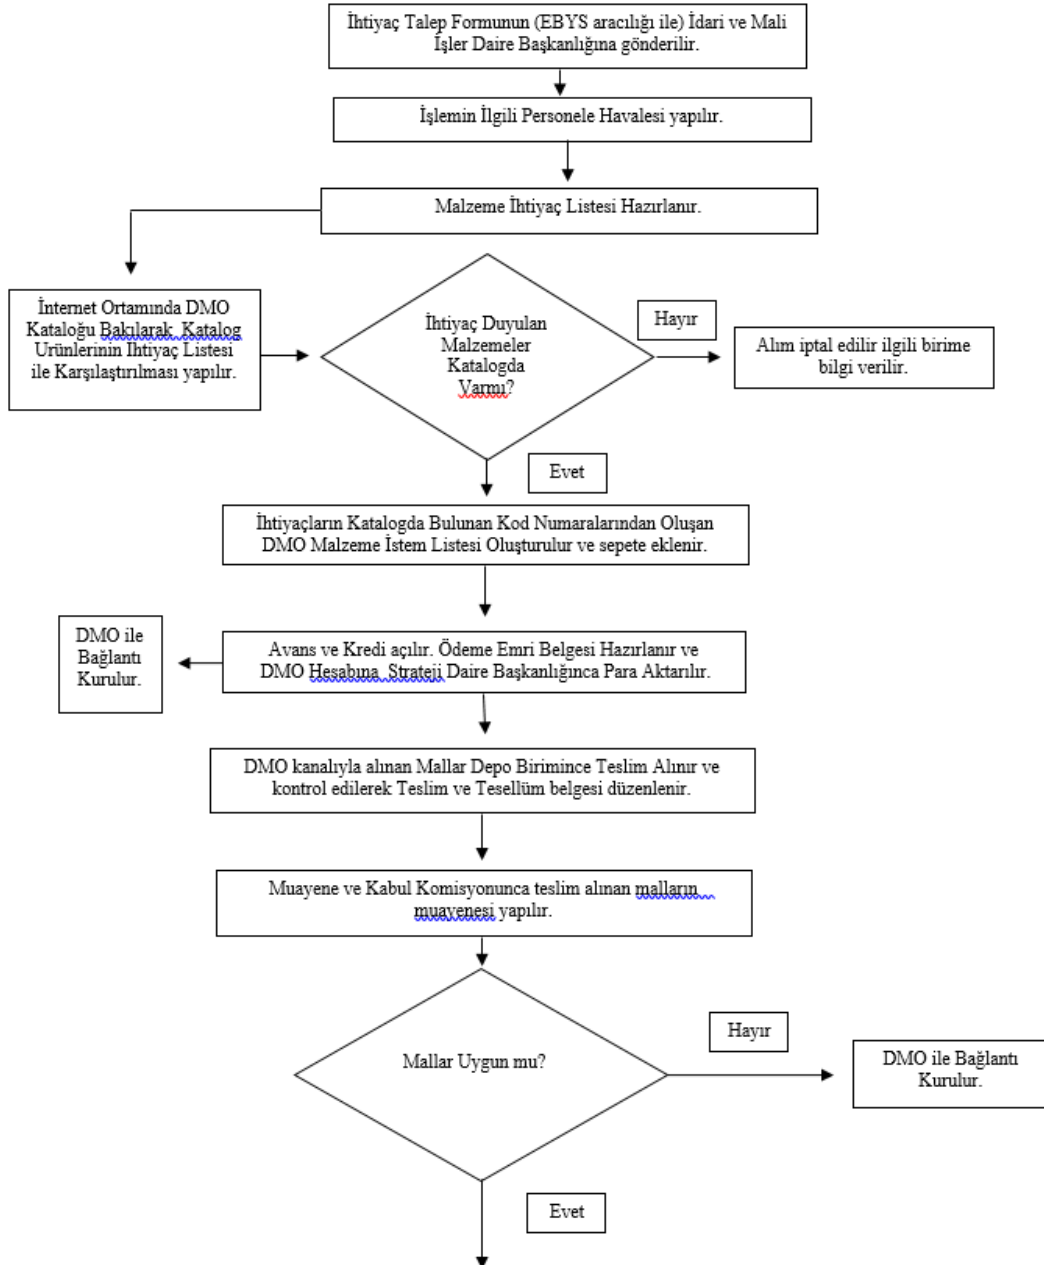 İhtiyaç Talep Formunun (EBYS aracılığı ile) İdari ve Mali
İşler Daire Başkanlığına gönderilir.
İşlemin İlgili Personele Havalesi yapılır.
Malzeme İhtiyaç Listesi Hazırlanır.
İnternet Ortamında DMO
Kataloğu Bakılarak Katalog
Urünlerinin İhtiyaç Listesi
ile Karşılaştırılması yapılır.
İhtiyaç Duyulan
Malzemeler
Katalogda
Varmı?
Hayır
Alım iptal edilir ilgili birime
bilgi verilir.
Evet
İhtiyaçların Katalogda Bulunan Kod Numaralarından Oluşan
DMO Malzeme İstem Listesi Oluşturulur ve sepete eklenir.
DMO ile
Bağlantı
Kurulur.
Avans ve Kredi açılır. Ödeme Emri Belgesi Hazırlanır ve
DMO Hesabına Strateji Daire Başkanlığınca Para Aktarılır.
DMO kanalıyla alınan Mallar Depo Birimince Teslim Alınır ve
kontrol edilerek Teslim ve Tesellüm belgesi düzenlenir.
Muayene ve Kabul Komisyonunca teslim alınan malların
muayenesi yapılır.
Mallar Uygun mu?
Hayır
DMO ile Bağlantı
Kurulur.
Evet